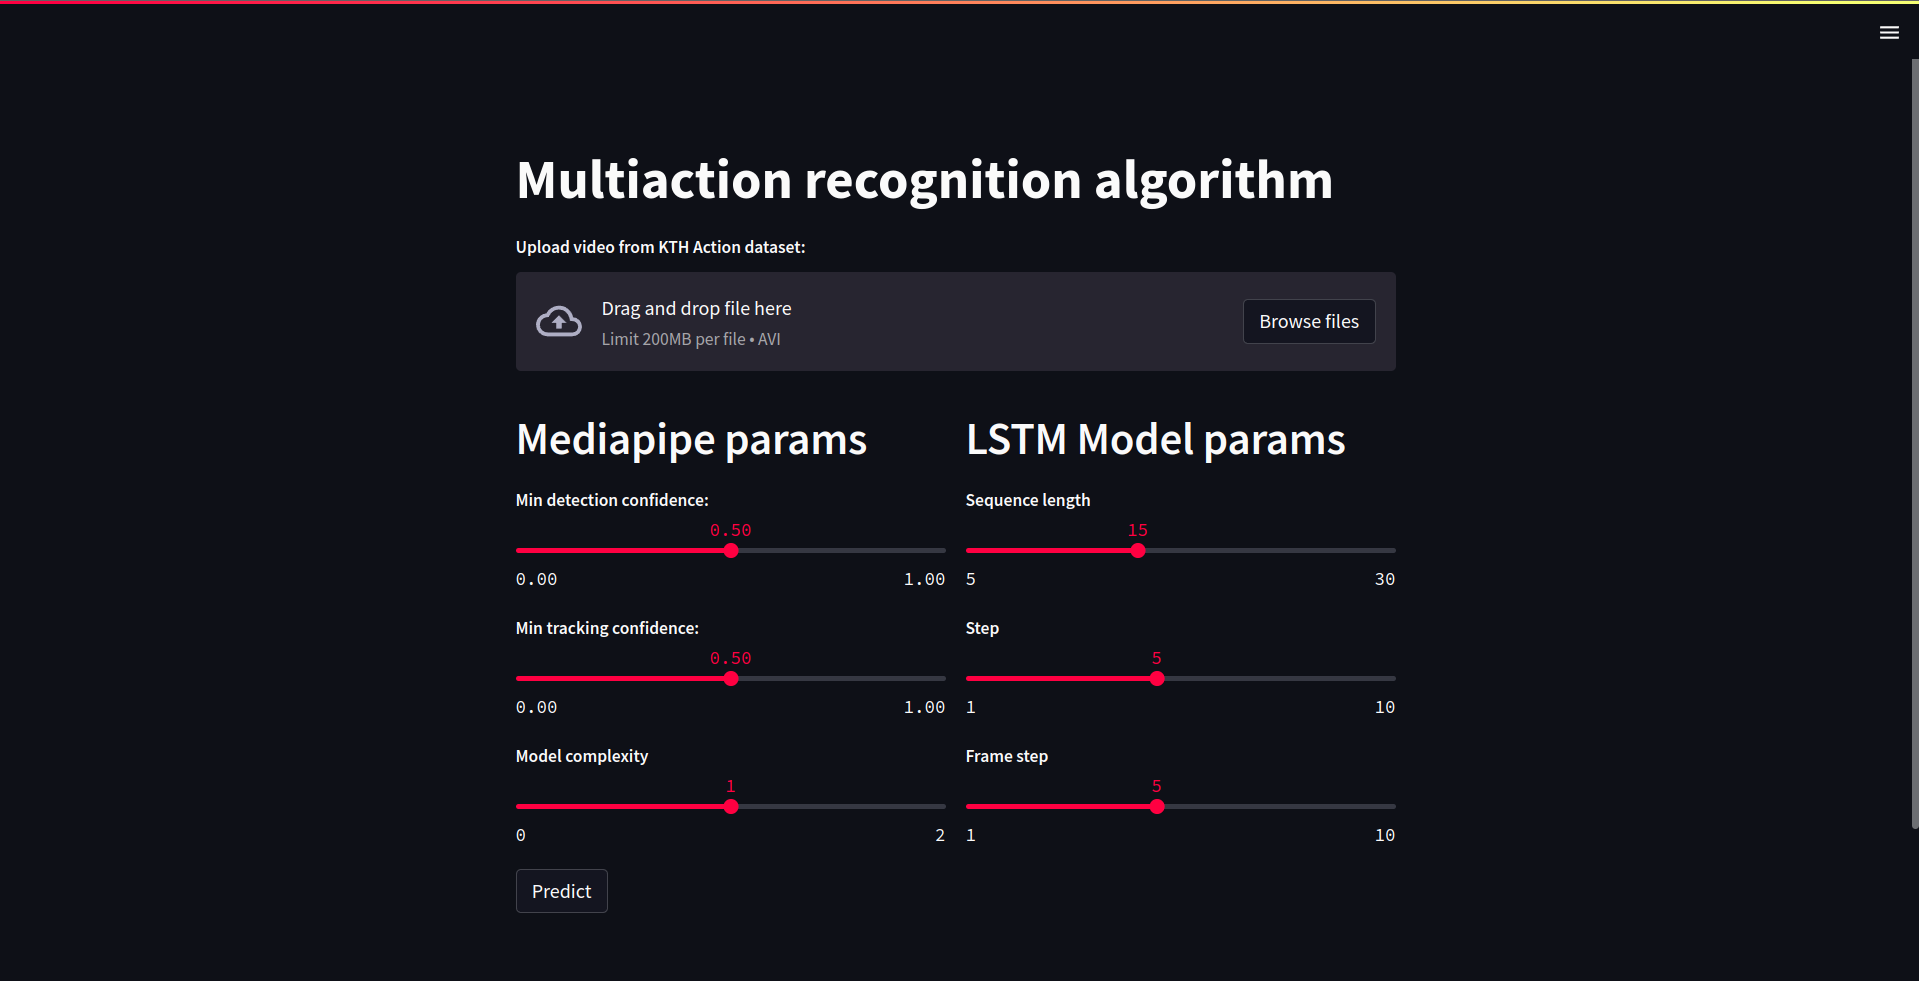 Multiaction recognition algorithm
Upload video from KTH Action dataset:
Drag and drop file here
Limit 200MB per file • AVI
Browse files
Mediapipe params
Min detection confidence:
0.50
0.00 1.00
Min tracking confidence:
0.50
0.00 1.00
Model complexity
1
0 2
LSTM Model params
Sequence length
15
5 30
Step
5
1 10
Frame step
5
1 10
Predict